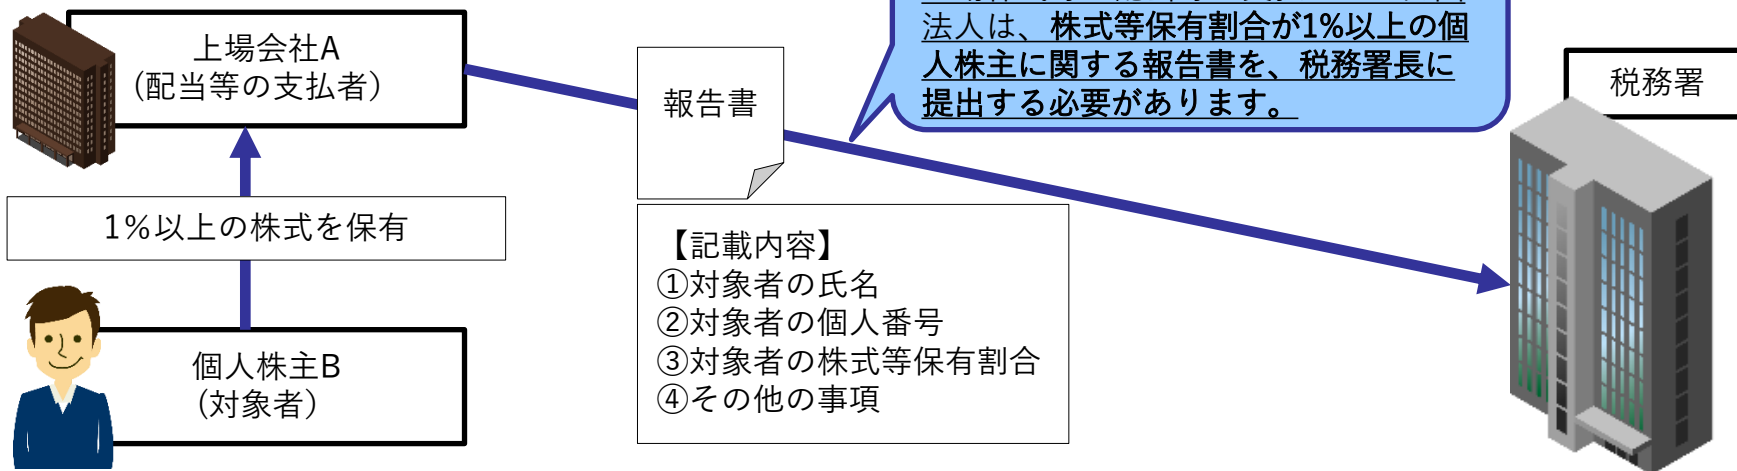 上場会社A
(配当等の支払者)
法人は、株式等保有割合が1%以上の個
人株主に関する報告書を、税務署長に
提出する必要があります。
税務署
報告書
1%以上の株式を保有
【記載内容】
①対象者の氏名
②対象者の個人番号
③対象者の株式等保有割合
④その他の事項
個人株主B
(対象者)